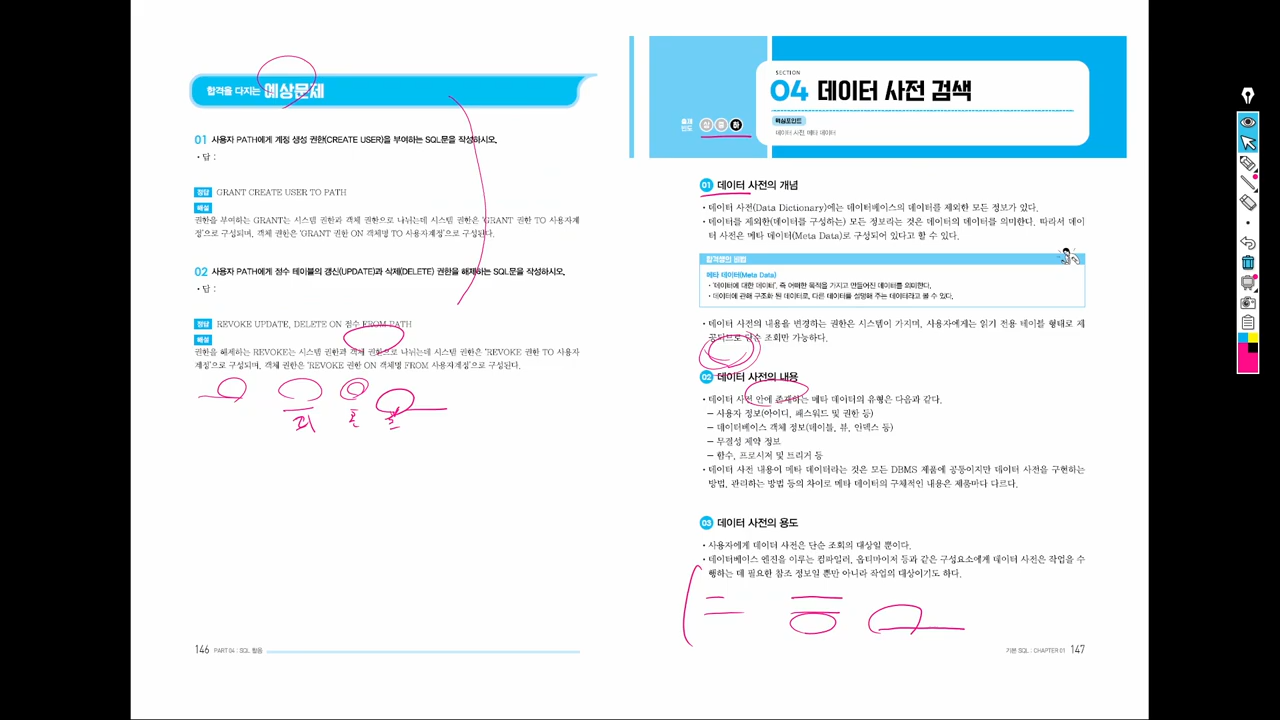 합격을 다지는 예상문제
01 사용자 PATH에게 계정 생성 권한(CREATE USER)을 부여하는 SQL문을 작성하시오.
• 답 :
정답 GRANT CREATE USER TO PATH
해설
권한을 부여하는 GRANT는 시스템 권한과 객체 권한으로 나뉘는데 시스템 권한은 'GRANT 권한 TO 사용자계
정'으로 구성되며, 객체 권한은 'GRANT 권한 ON 객체명 TO 사용자계정'으로 구성된다.
02 사용자 PATH에게 점수 테이블의 갱신(UPDATE)과 삭제(DELETE) 권한을 해제하는 SQL문을 작성하시오.
• 답 :
정답 REVOKE UPDATE, DELETE ON 점수 FROM PATH
해설
권한을 해제하는 REVOKE는 시스템 권한과 객체 권한으로 나뉘는데 시스템 권한은 'REVOKE 권한 TO 사용자
계정'으로 구성되며, 객체 권한은 'REVOKE 권한 ON 객체명 FROM 사용자계정'으로 구성된다.
146 PART 04 : SQL 활용
출제
빈도 상 중 하
SECTION
04 데이터 사전 검색
핵심포인트
데이터 사전, 메타 데이터
01 데이터 사전의 개념
• 데이터 사전(Data Dictionary)에는 데이터베이스의 데이터를 제외한 모든 정보가 있다.
• 데이터를 제외한(데이터를 구성하는) 모든 정보라는 것은 데이터의 데이터를 의미한다. 따라서 데이
터 사전은 메타 데이터(Meta Data)로 구성되어 있다고 할 수 있다.
합격생의 비법
메타 데이터(Meta Data)
• '데이터에 대한 데이터', 즉 어떠한 목적을 가지고 만들어진 데이터를 의미한다.
• 데이터에 관해 구조화 된 데이터로, 다른 데이터를 설명해 주는 데이터라고 볼 수 있다.
• 데이터 사전의 내용을 변경하는 권한은 시스템이 가지며, 사용자에게는 읽기 전용 테이블 형태로 제
공되므로 단순 조회만 가능하다.
02 데이터 사전의 내용
• 데이터 사전 안에 존재하는 메타 데이터의 유형은 다음과 같다.
– 사용자 정보(아이디, 패스워드 및 권한 등)
– 데이터베이스 객체 정보(테이블, 뷰, 인덱스 등)
– 무결성 제약 정보
– 함수, 프로시저 및 트리거 등
• 데이터 사전 내용이 메타 데이터라는 것은 모든 DBMS 제품에 공통이지만 데이터 사전을 구현하는
방법, 관리하는 방법 등의 차이로 메타 데이터의 구체적인 내용은 제품마다 다르다.
03 데이터 사전의 용도
• 사용자에게 데이터 사전은 단순 조회의 대상일 뿐이다.
• 데이터베이스 엔진을 이루는 컴파일러, 옵티마이저 등과 같은 구성요소에게 데이터 사전은 작업을 수
행하는 데 필요한 참조 정보일 뿐만 아니라 작업의 대상이기도 하다.
기본 SQL : CHAPTER 01 147